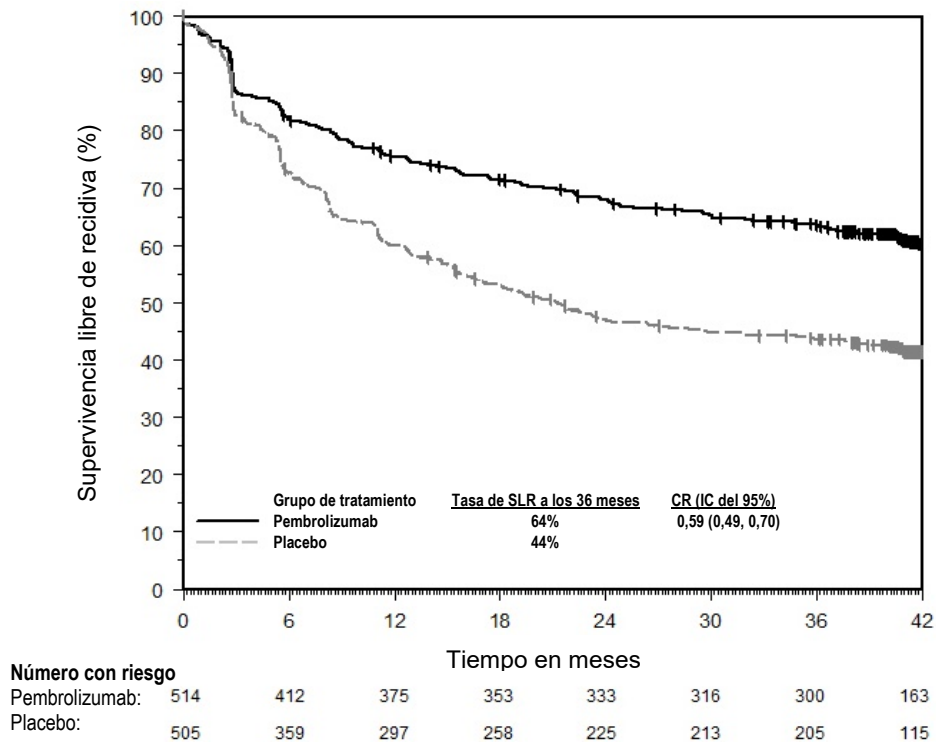 100
90
80
70
60
50
40
30
20
10
0
Supervivencia libre de recidiva (%)
Grupo de tratamiento Tasa de SLR a los 36 meses CR (IC del 95%)
Pembrolizumab 64% 0,59 (0,49, 0,70)
Placebo 44%
0 6 12 18 24 30 36 42
Tiempo en meses
Número con riesgo
Pembrolizumab: 514 412 375 353 333 316 300 163
Placebo: 505 359 297 258 225 213 205 115